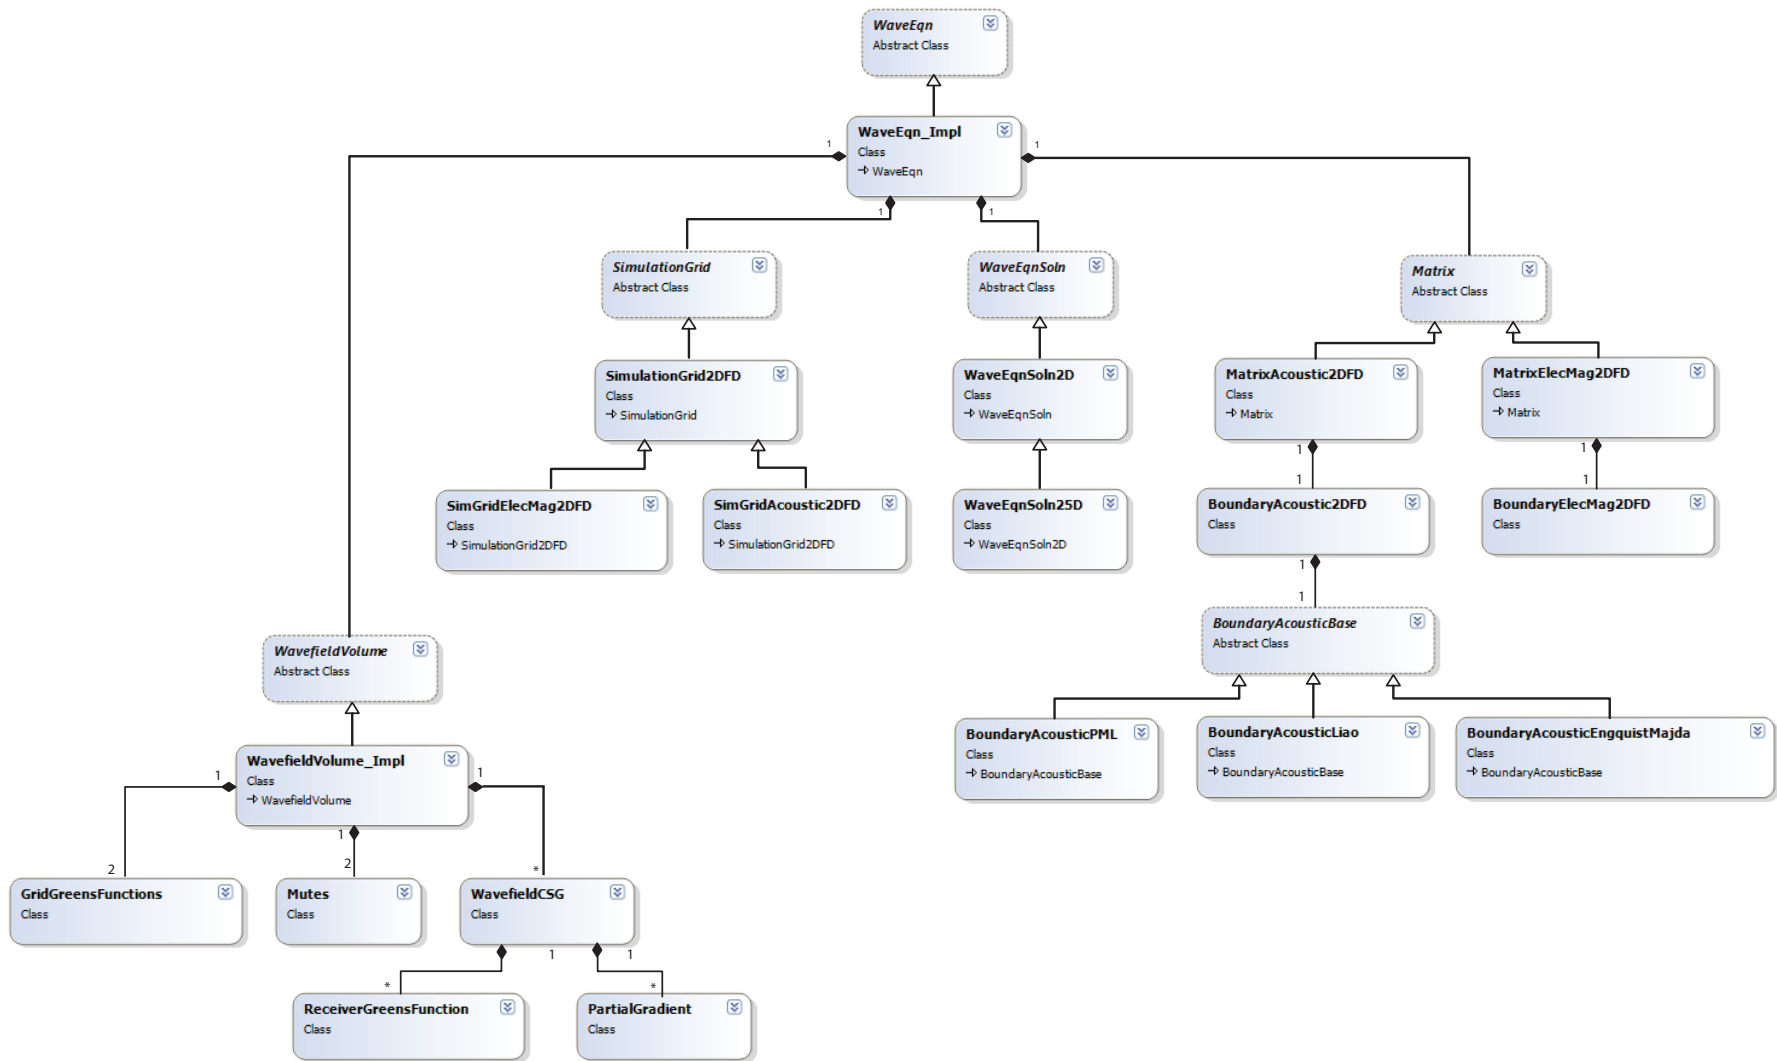 WaveEqn
Abstract Class
WaveEqn_Impl
Class
WaveEqn
1
1
1
1
SimulationGrid
Abstract Class
WaveEqnSoln
Abstract Class
Matrix
Abstract Class
SimulationGrid2DFD
Class
SimulationGrid
WaveEqnSoln2D
Class
WaveEqnSoln
MatrixAcoustic2DFD
Class
Matrix
MatrixElecMag2DFD
Class
Matrix
1
1
1
1
SimGridElecMag2DFD
Class
SimulationGrid2DFD
SimGridAcoustic2DFD
Class
SimulationGrid2DFD
WaveEqnSoln25D
Class
WaveEqnSoln2D
BoundaryAcoustic2DFD
Class
BoundaryElecMag2DFD
Class
1
1
BoundaryAcousticBase
Abstract Class
WavefieldVolume
Abstract Class
BoundaryAcousticPML
Class
BoundaryAcousticBase
BoundaryAcousticLiao
Class
BoundaryAcousticBase
BoundaryAcousticEngquistMajda
Class
BoundaryAcousticBase
WavefieldVolume_Impl
Class
WavefieldVolume
1
1
1
2
2
*
GridGreensFunctions
Class
Mutes
Class
WavefieldCSG
Class
1
1
*
*
ReceiverGreensFunction
Class
PartialGradient
Class